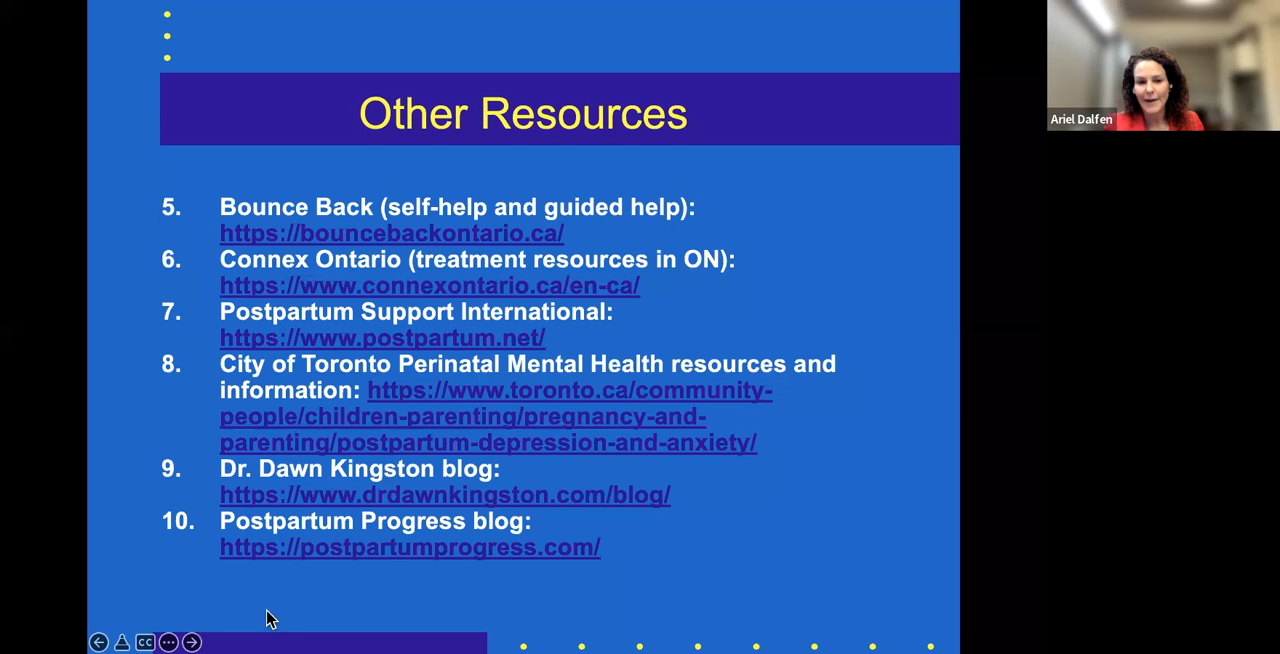 Other Resources
5. Bounce Back (self-help and guided help):
https://bouncebackontario.ca/
6. Connex Ontario (treatment resources in ON):
https://www.connexontario.ca/en-ca/
7. Postpartum Support International:
https://www.postpartum.net/
8. City of Toronto Perinatal Mental Health resources and
information: https://www.toronto.ca/community-
people/children-parenting/pregnancy-and-
parenting/postpartum-depression-and-anxiety/
9. Dr. Dawn Kingston blog:
https://www.drdawnkingston.com/blog/
10. Postpartum Progress blog:
https://postpartumprogress.com/
Ariel Dalfen
CC